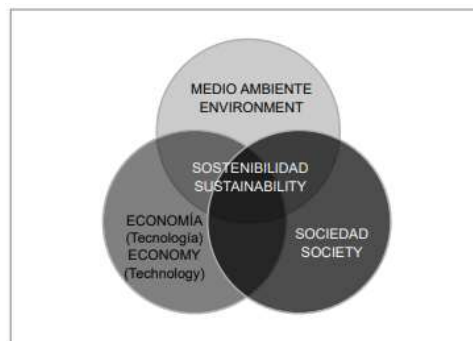 MEDIO AMBIENTE
ENVIRONMENT
SOSTENIBILIDAD
SUSTAINABILITY
ECONOMÍA
(Tecnología)
ECONOMY
(Technology)
SOCIEDAD
SOCIETY